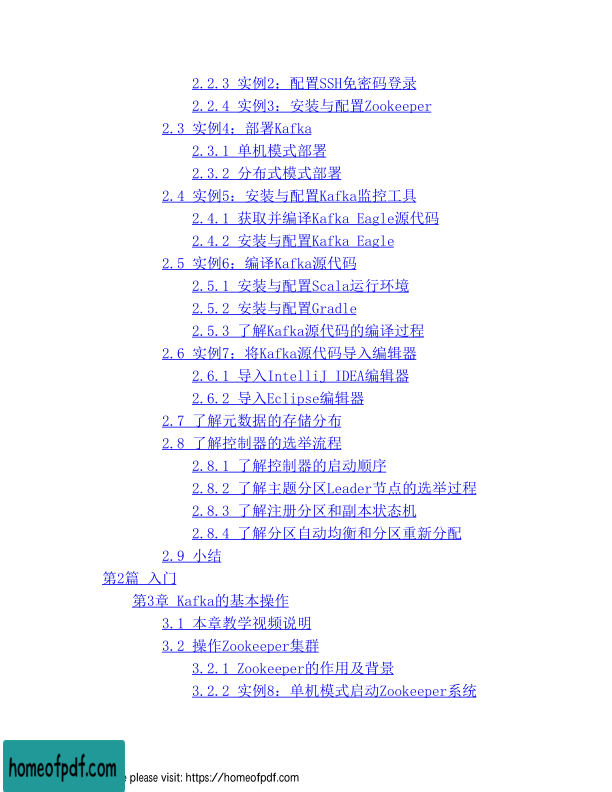 2.2.3 实例2：配置SSH免密码登录
2.2.4 实例3：安装与配置Zookeeper
2.3 实例4：部署Kafka
2.3.1 单机模式部署
2.3.2 分布式模式部署
2.4 实例5：安装与配置Kafka监控工具
2.4.1 获取并编译Kafka Eagle源代码
2.4.2 安装与配置Kafka Eagle
2.5 实例6：编译Kafka源代码
2.5.1 安装与配置Scala运行环境
2.5.2 安装与配置Gradle
2.5.3 了解Kafka源代码的编译过程
2.6 实例7：将Kafka源代码导入编辑器
2.6.1 导入IntelliJ IDEA编辑器
2.6.2 导入Eclipse编辑器
2.7 了解元数据的存储分布
2.8 了解控制器的选举流程
2.8.1 了解控制器的启动顺序
2.8.2 了解主题分区Leader节点的选举过程
2.8.3 了解注册分区和副本状态机
2.8.4 了解分区自动均衡和分区重新分配
2.9 小结
第2篇 入门
第3章 Kafka的基本操作
3.1 本章教学视频说明
3.2 操作Zookeeper集群
3.2.1 Zookeeper的作用及背景
3.2.2 实例8：单机模式启动Zookeeper系统
homeofpdf.com
please visit: https://homeofpdf.com